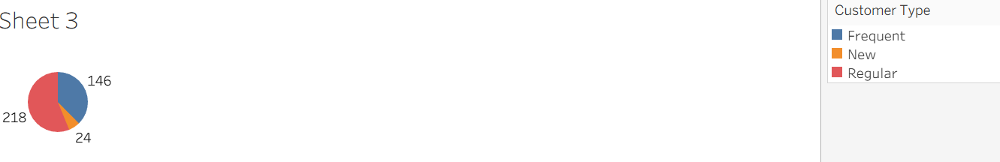 Sheet 3
146
218
24
Customer Type
Frequent
New
Regular